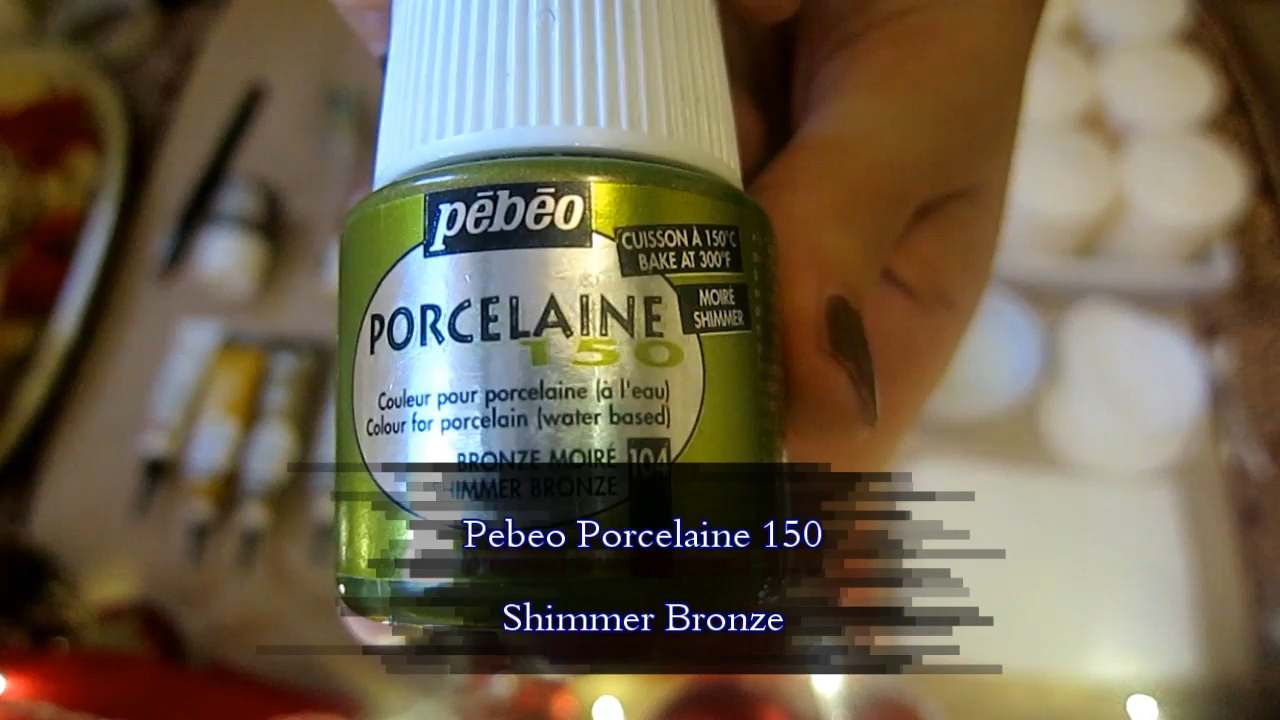 pēbēo
CUISSON À 150°C
BAKE AT 300°F
MOIRÉ
SHIMMER
PORCELAINE
150
Couleur pour porcelaine (à l'eau)
Colour for porcelain (water based)
BRONZE MOIRÉ 104
BRONZE
Pebeo Porcelaine 150
Shimmer Bronze